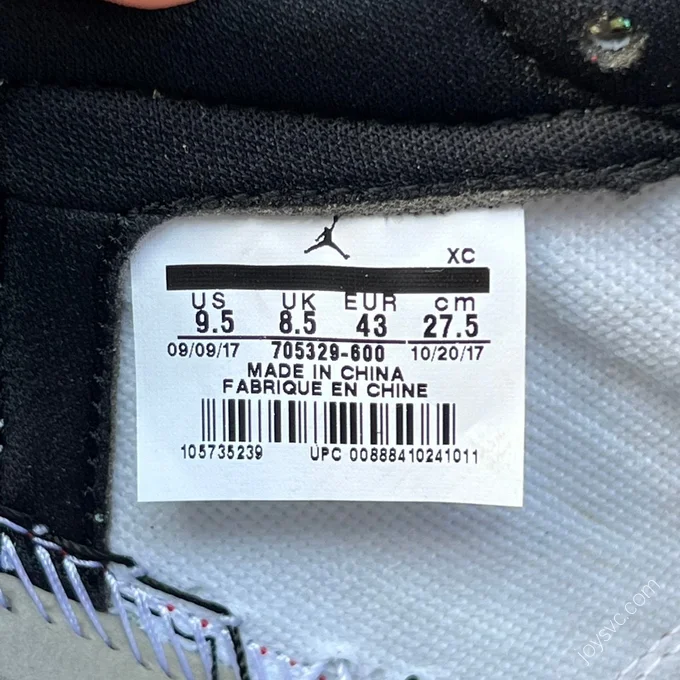 XC
US UK EUR cm
9.5 8.5 43 27.5
09/09/17 705329-600 10/20/17
MADE IN CHINA
FABRIQUE EN CHINE
105735239 UPC 00888410241011
joysvc.com